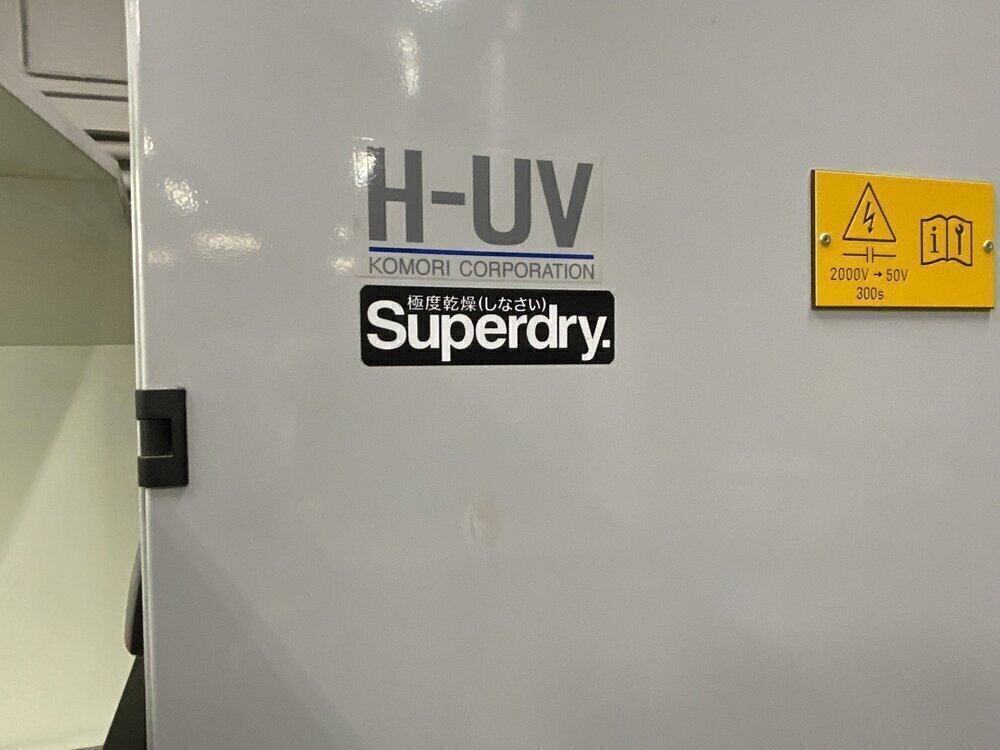 H-UV
KOMORI CORPORATION
極度乾燥(しなさい)
Superdry.
2000V → 50V
300s